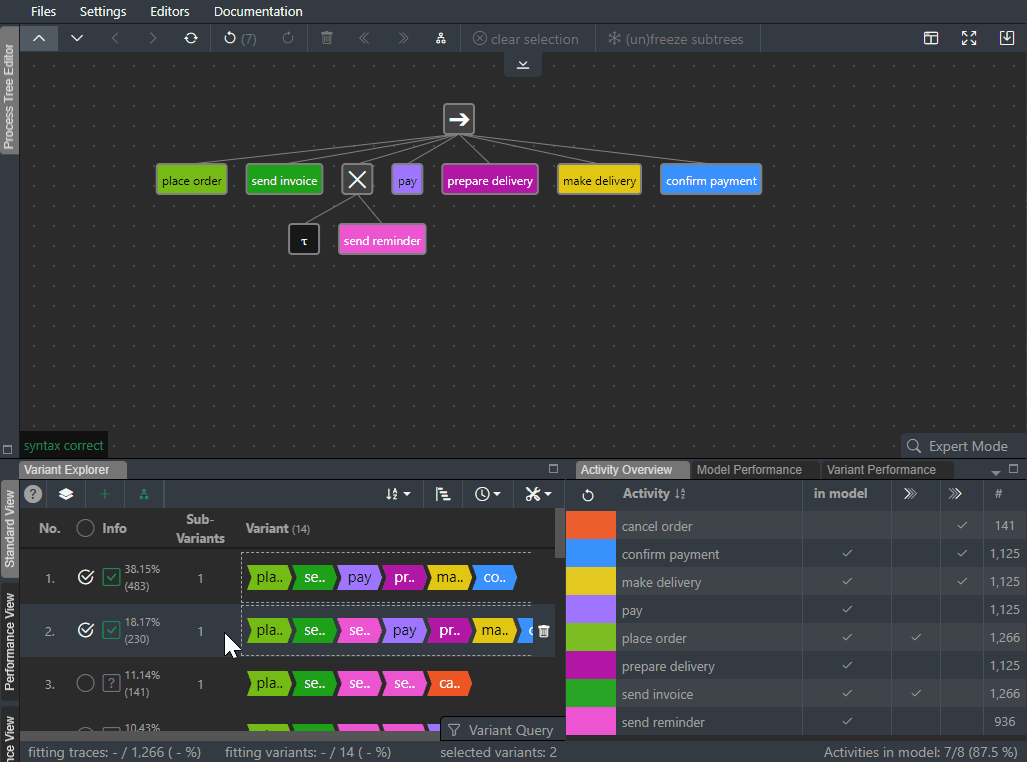 Files Settings Editors Documentation
(7) clear selection (un)freeze subtrees
Process Tree Editor
place order send invoice pay prepare delivery make delivery confirm payment
τ send reminder
syntax correct
Expert Mode
Variant Explorer
Activity Overview Model Performance Variant Performance
Standard View
Performance View
nce View
?
No. Info Sub-Variants Variant (14)
1. 38.15% (483) 1 pla.. se.. pay pr.. ma.. co..
2. 18.17% (230) 1 pla.. se.. se.. pay pr.. ma..
3. ? 11.14% (141) 1 pla.. se.. se.. se.. ca..
10.43%
Variant Query
Activity in model #
cancel order 141
confirm payment 1,125
make delivery 1,125
pay 1,125
place order 1,266
prepare delivery 1,125
send invoice 1,266
send reminder 936
fitting traces: - / 1,266 ( - %) fitting variants: - / 14 ( - %) selected variants: 2 Activities in model: 7/8 (87.5 %)